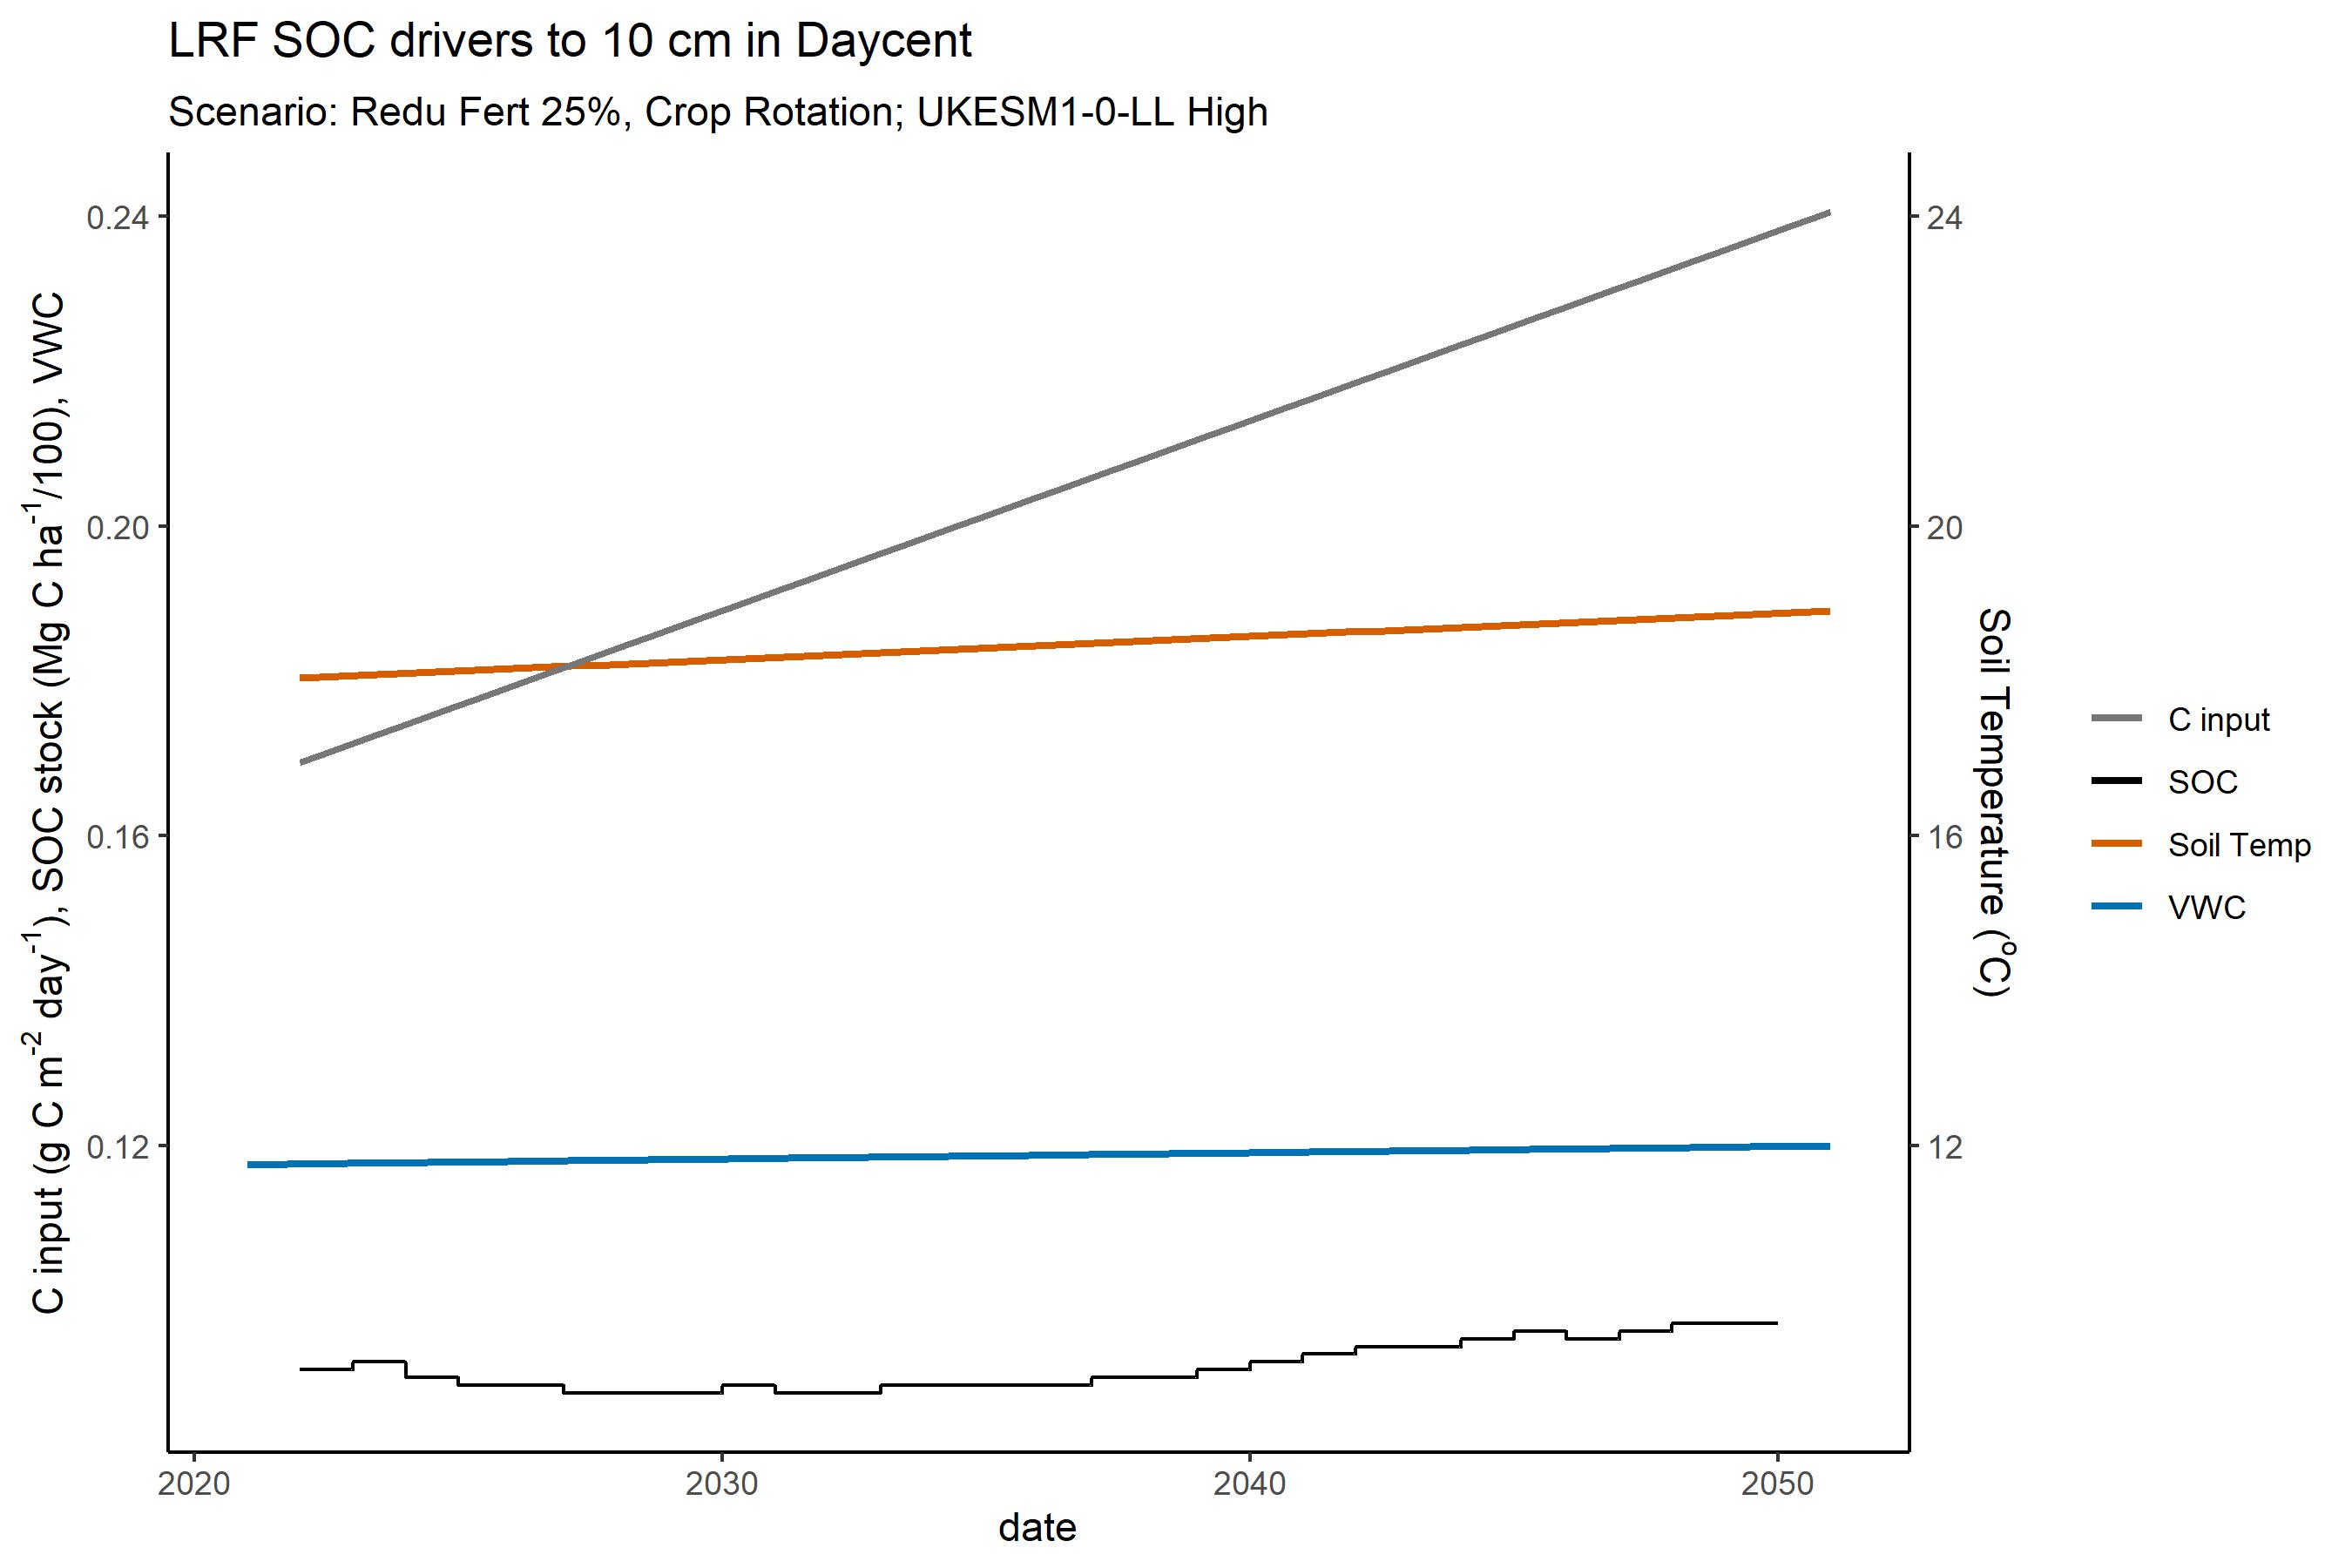 LRF SOC drivers to 10 cm in Daycent
Scenario: Redu Fert 25%, Crop Rotation; UKESM1-0-LL High
C input (g C m⁻² day⁻¹), SOC stock (Mg C ha⁻¹/100), VWC
0.24
0.20
0.16
0.12
24
20
16
12
Soil Temperature (°C)
C input
SOC
Soil Temp
VWC
2020
2030
2040
2050
date